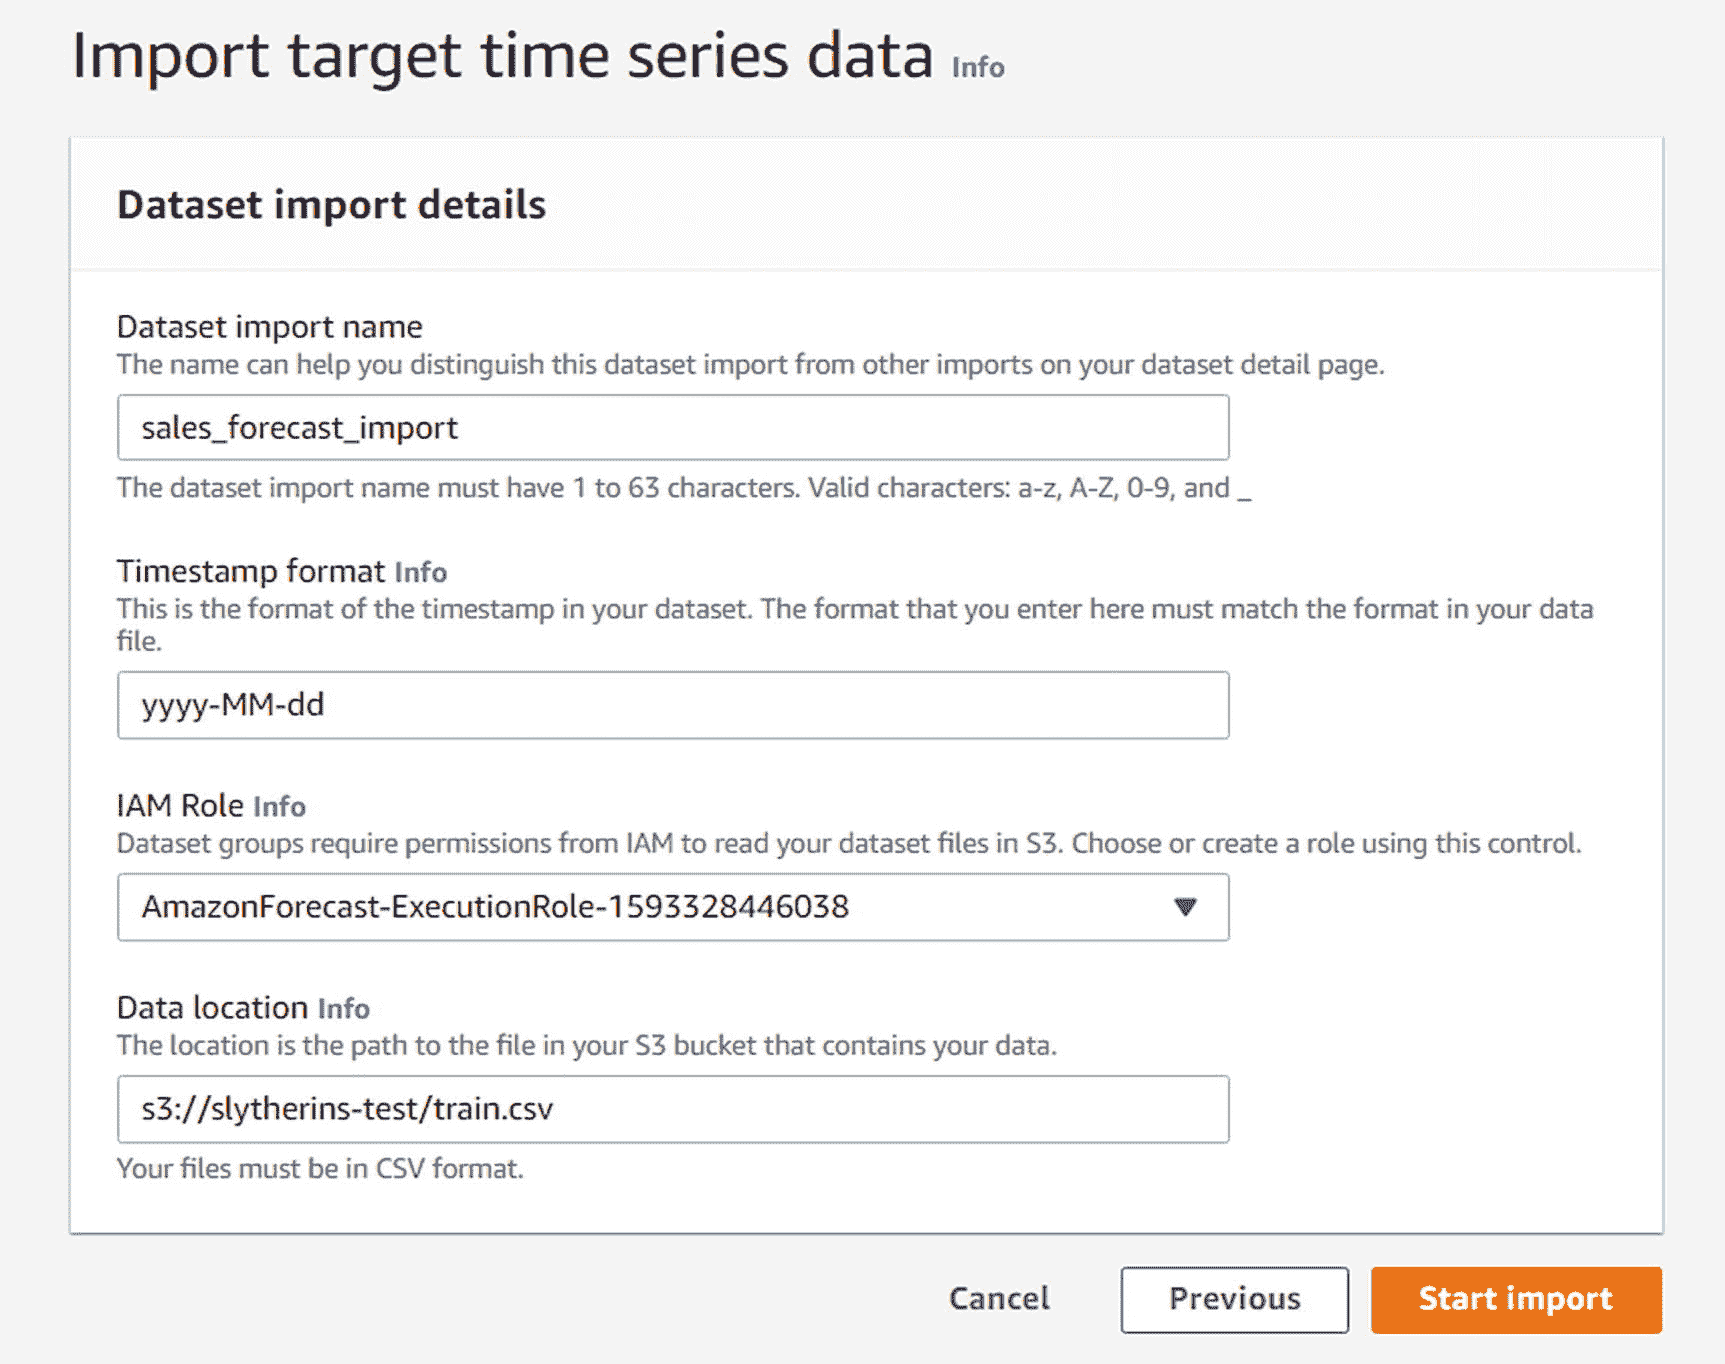 Import target time series data Info
Dataset import details
Dataset import name
The name can help you distinguish this dataset import from other imports on your dataset detail page.
sales_forecast_import
The dataset import name must have 1 to 63 characters. Valid characters: a-z, A-Z, 0-9, and _
Timestamp format Info
This is the format of the timestamp in your dataset. The format that you enter here must match the format in your data
file.
yyyy-MM-dd
IAM Role Info
Dataset groups require permissions from IAM to read your dataset files in S3. Choose or create a role using this control.
AmazonForecast-ExecutionRole-1593328446038
Data location Info
The location is the path to the file in your S3 bucket that contains your data.
s3://slytherins-test/train.csv
Your files must be in CSV format.
Cancel Previous Start import